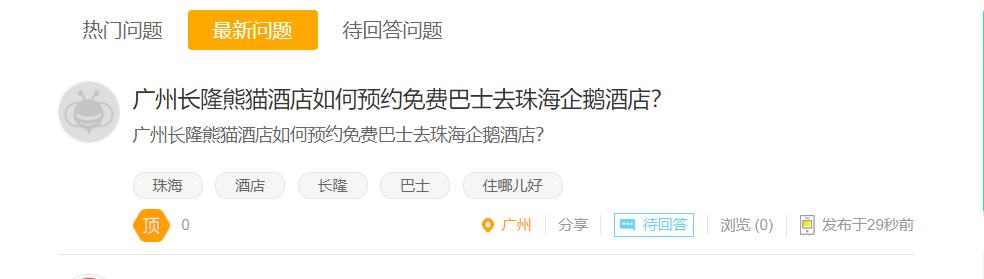 热门问题 最新问题 待回答问题
广州长隆熊猫酒店如何预约免费巴士去珠海企鹅酒店?
广州长隆熊猫酒店如何预约免费巴士去珠海企鹅酒店?
珠海 酒店 长隆 巴士 住哪儿好
顶 0 广州 分享 待回答 浏览 (0) 发布于29秒前